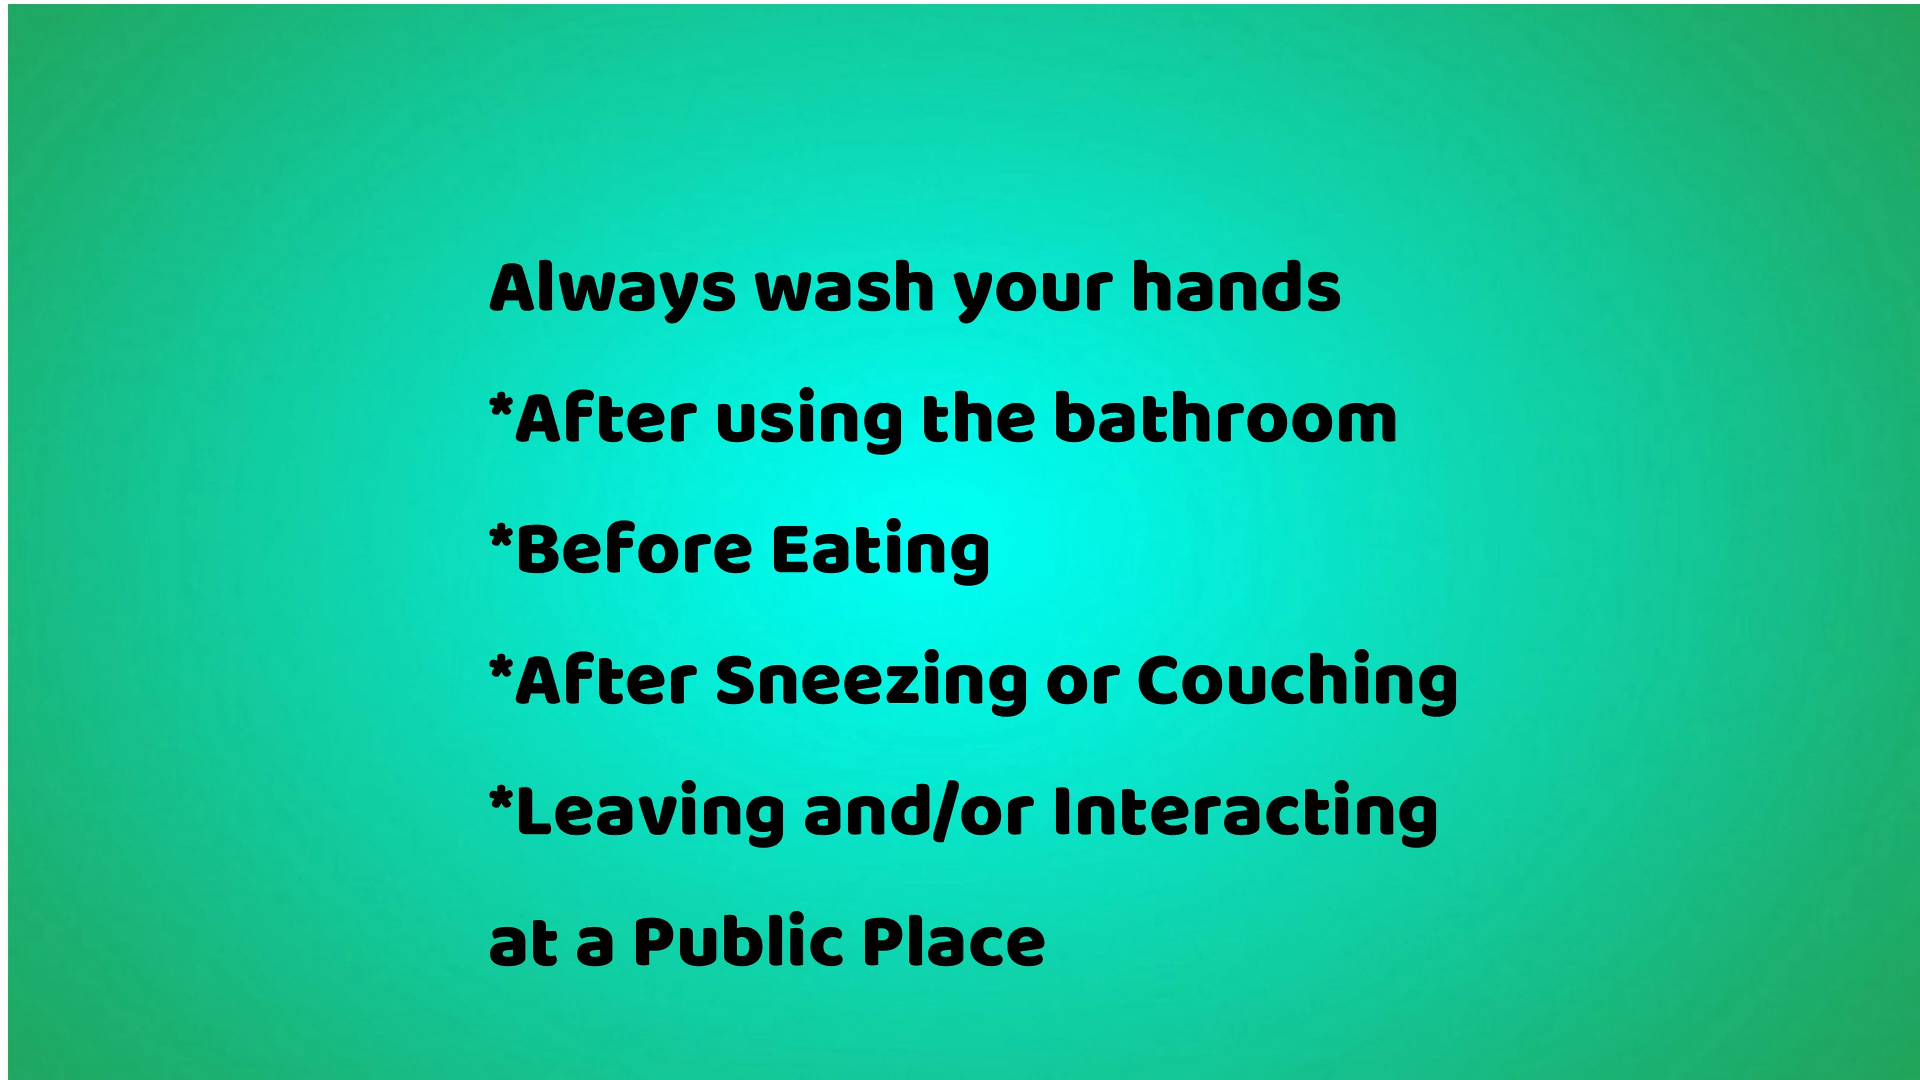 Always wash your hands
*After using the bathroom
*Before Eating
*After Sneezing or Couching
*Leaving and/or Interacting
at a Public Place